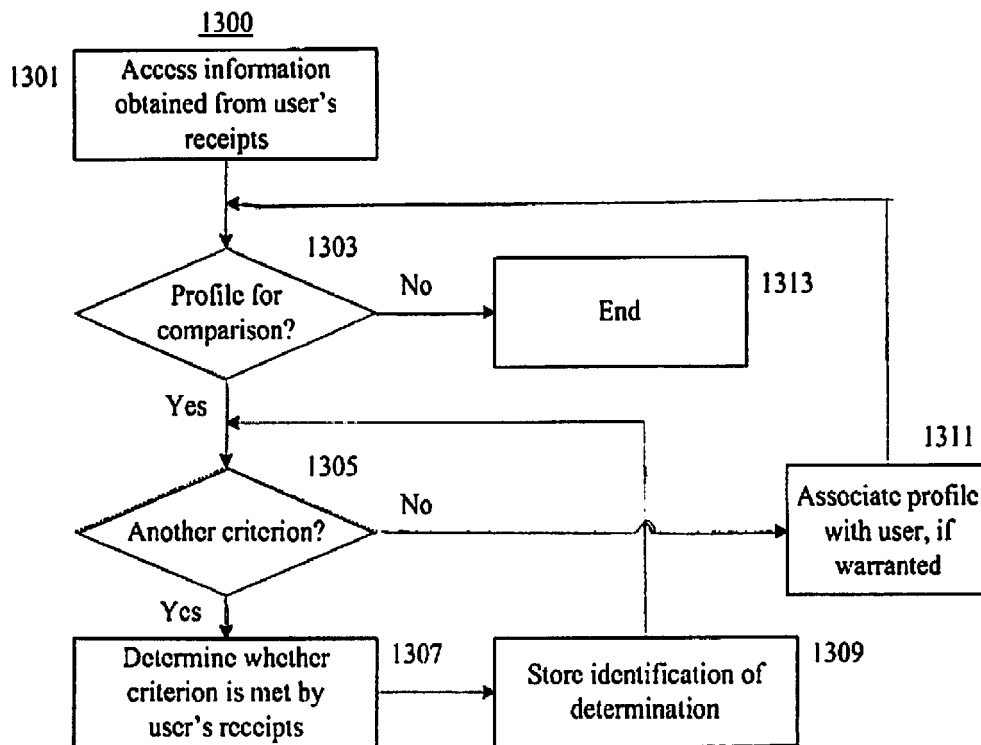 1300
1301
Access information
obtained from user's
receipts
1303
Profile for
comparison?
No
End
1313
Yes
1305
Another criterion?
No
1311
Associate profile
with user, if
warranted
Yes
Determine whether
criterion is met by
user's receipts
1307
Store identification of
determination
1309